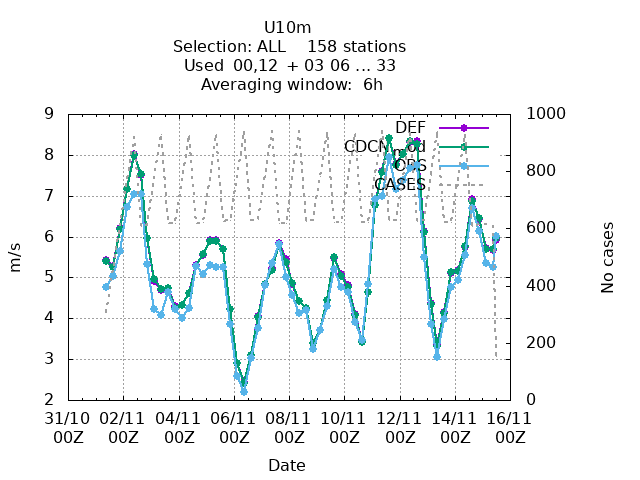 U10m
Selection: ALL    158 stations
Used  00,12  + 03 06 ... 33
Averaging window:  6h
9
8
7
6
5
4
3
2
m/s
1000
800
600
400
200
0
No cases
DEF
CDCNmod
OBS
CASES
31/10 02/11 04/11 06/11 08/11 10/11 12/11 14/11 16/11
00Z 00Z 00Z 00Z 00Z 00Z 00Z 00Z 00Z
Date